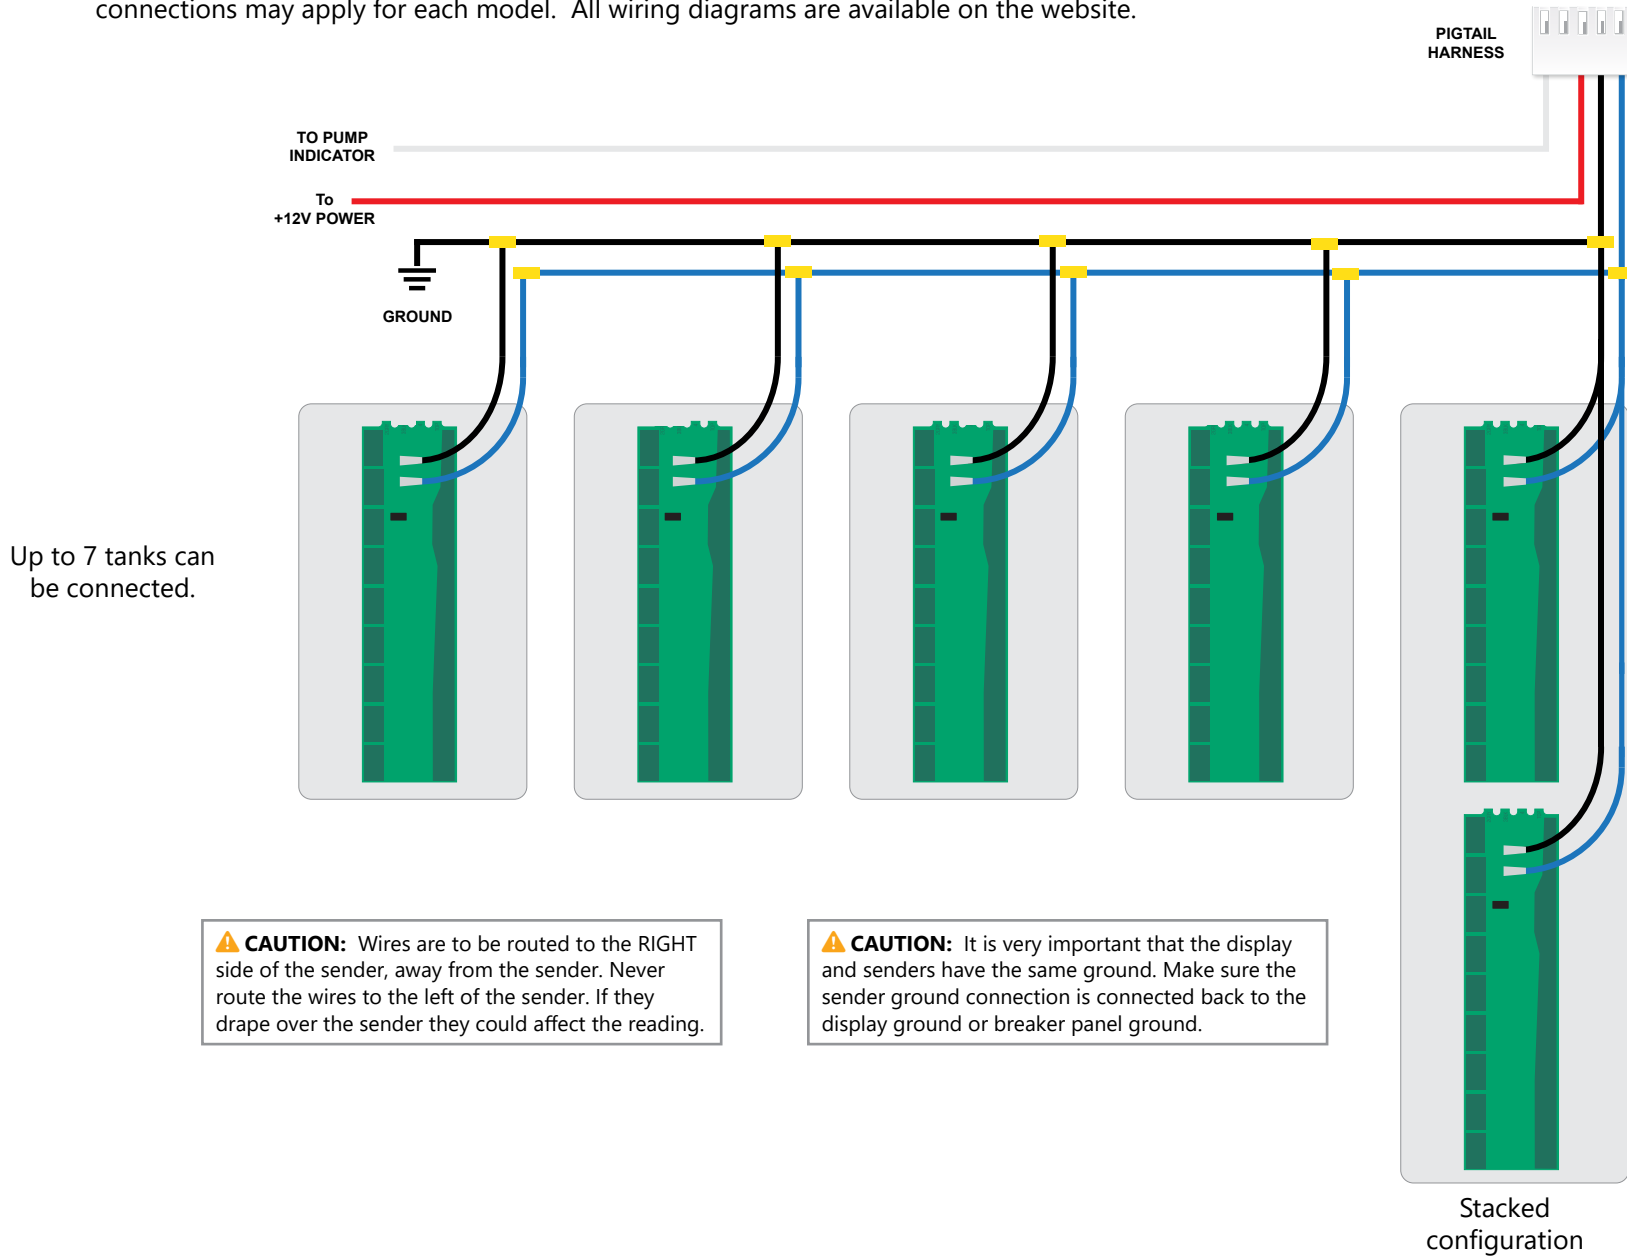 connections may apply for each model.  All wiring diagrams are available on the website.
PIGTAIL
HARNESS
TO PUMP
INDICATOR
To
+12V POWER
GROUND
Up to 7 tanks can
be connected.
CAUTION:  Wires are to be routed to the RIGHT
side of the sender, away from the sender. Never
route the wires to the left of the sender. If they
drape over the sender they could affect the reading.
CAUTION:  It is very important that the display
and senders have the same ground. Make sure the
sender ground connection is connected back to the
display ground or breaker panel ground.
Stacked
configuration